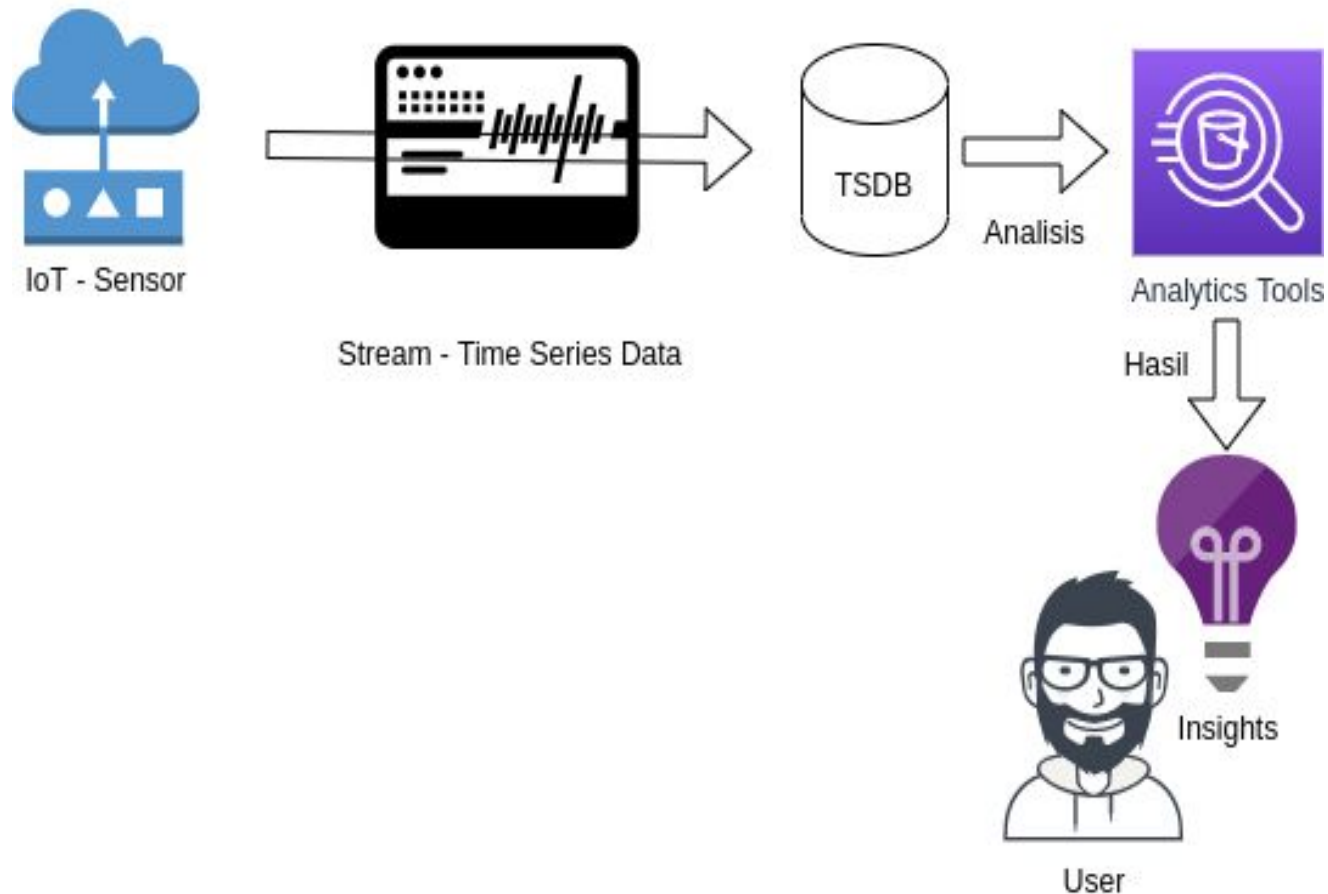 IoT - Sensor
Stream - Time Series Data
TSDB
Analisis
Analytics Tools
Hasil
Insights
User